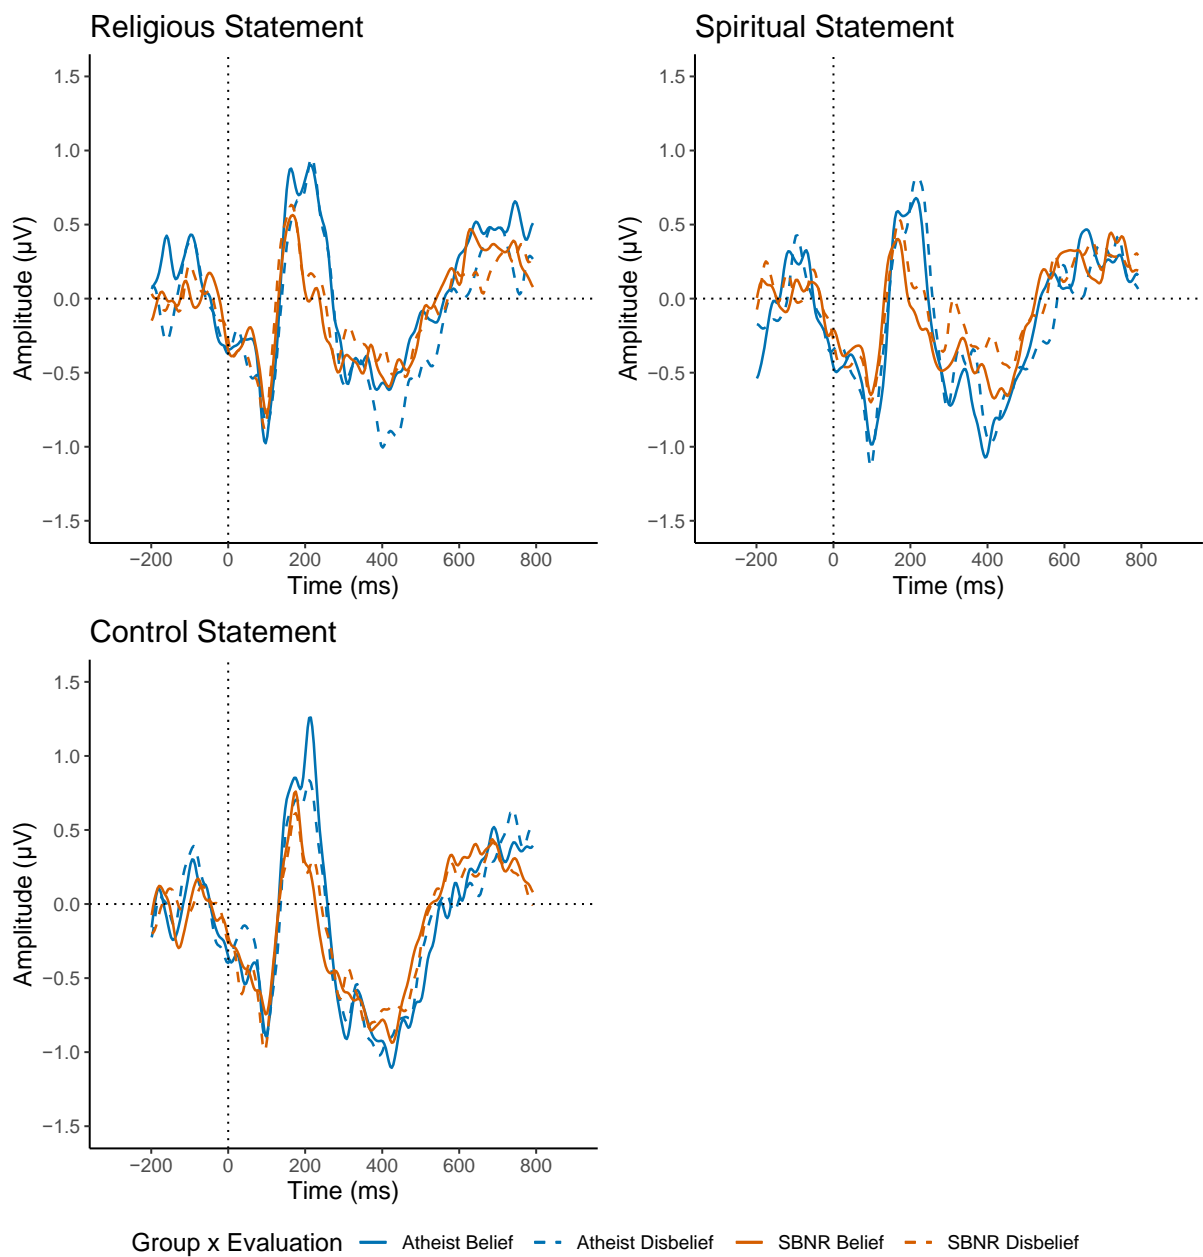 Religious Statement
1.5
1.0
0.5
0.0
−0.5
−1.0
−1.5
Amplitude (µV)
−200 0 200 400 600 800
Time (ms)
Spiritual Statement
1.5
1.0
0.5
0.0
−0.5
−1.0
−1.5
Amplitude (µV)
−200 0 200 400 600 800
Time (ms)
Control Statement
1.5
1.0
0.5
0.0
−0.5
−1.0
−1.5
Amplitude (µV)
−200 0 200 400 600 800
Time (ms)
Group x Evaluation Atheist Belief Atheist Disbelief SBNR Belief SBNR Disbelief